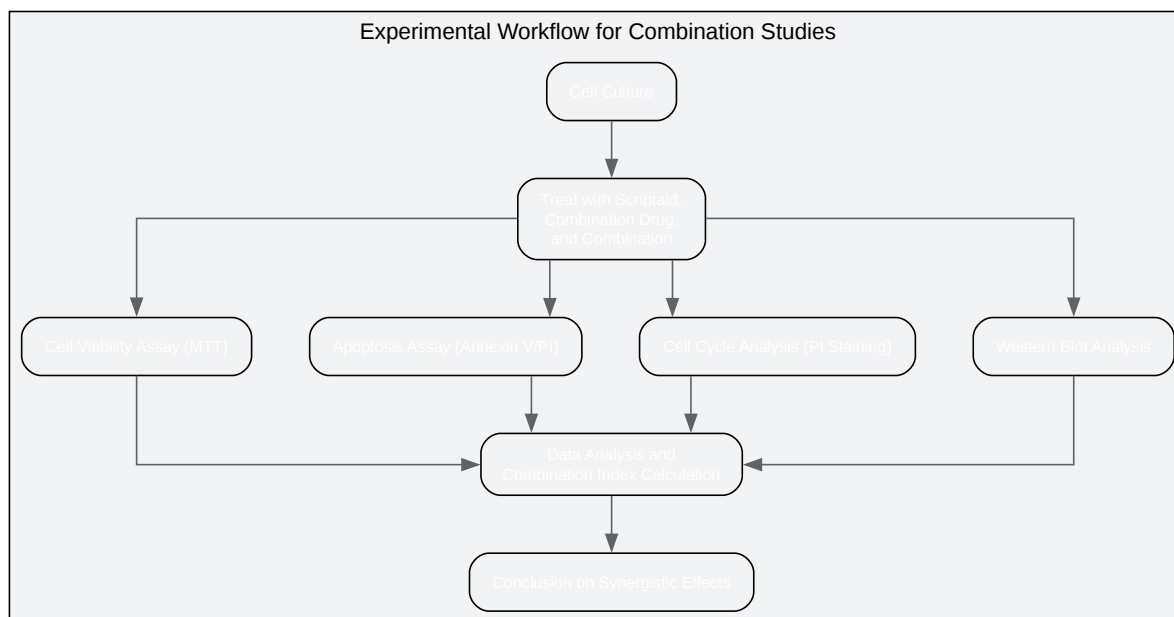 Experimental Workflow for Combination Studies
Cell Culture
Treat with Scriptaid,
Combination Drug,
and Combination
Cell Viability Assay (MTT)
Apoptosis Assay (Annexin V/PI)
Cell Cycle Analysis (PI Staining)
Western Blot Analysis
Data Analysis and
Combination Index Calculation
Conclusion on Synergistic Effects